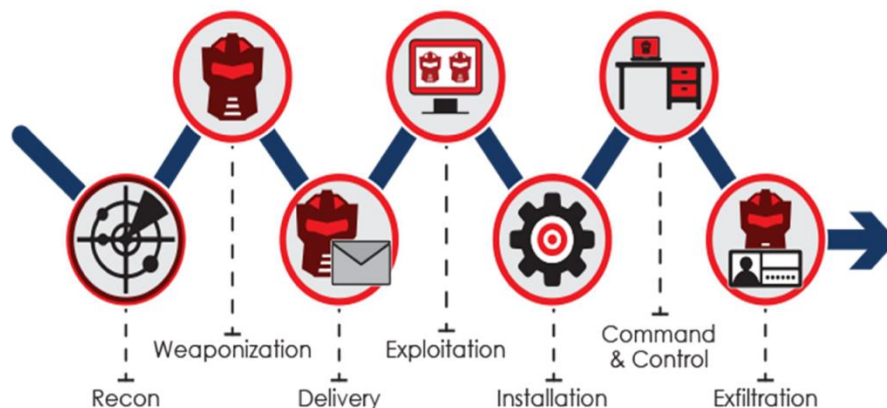 Recon
Weaponization
Delivery
Exploitation
Installation
Command
& Control
Exfiltration